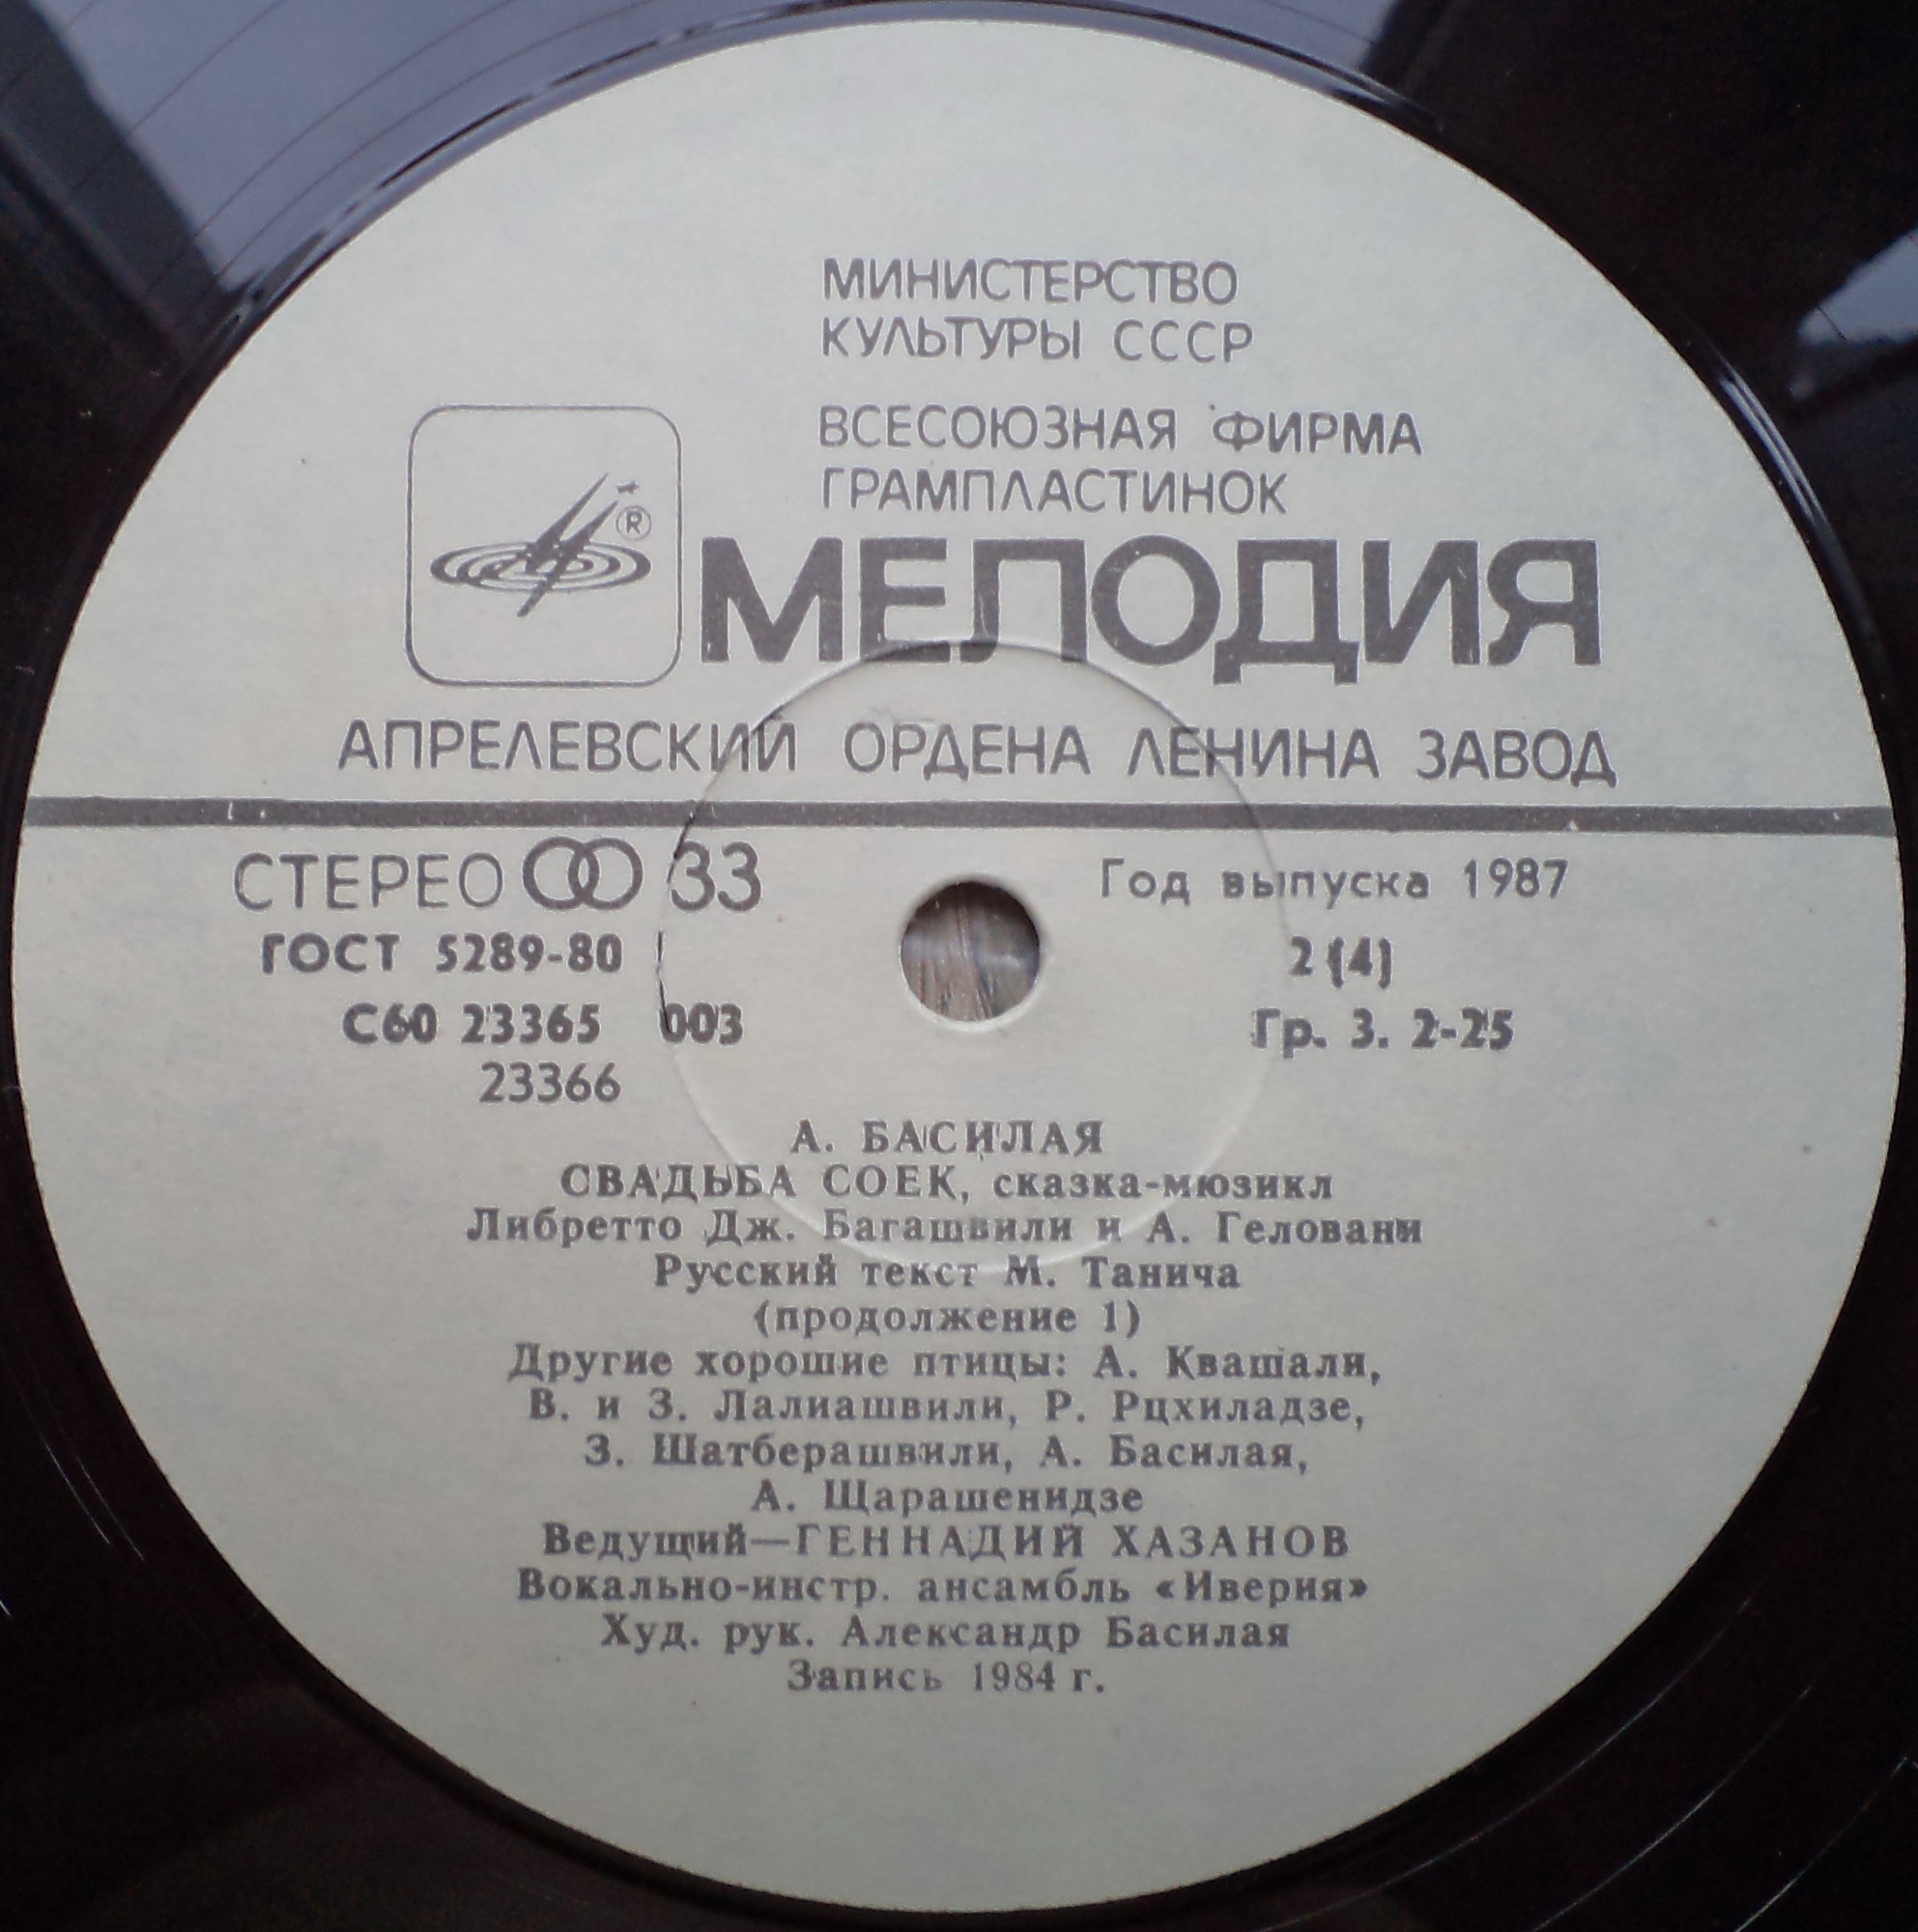 МИНИСТЕРСТВО
КУЛЬТУРЫ СССР
ВСЕСОЮЗНАЯ ФИРМА
ГРАМПЛАСТИНОК
®
МЕЛОДИЯ
АПРЕЛЕВСКИЙ ОРДЕНА ЛЕНИНА ЗАВОД
СТЕРЕО 33
Год выпуска 1987
ГОСТ 5289-80
2 (4)
С60 23365 003
Гр. 3. 2-25
23366
А. БАСИЛАЯ
СВАДЬБА СОЕК, сказка-мюзикл
Либретто Дж. Багашвили и А. Геловани
Русский текст М. Танича
(продолжение 1)
Другие хорошие птицы: А. Квашали,
В. и З. Лалиашвили, Р. Рцхиладзе,
З. Шатберашвили, А. Басилая,
А. Щарашенидзе
Ведущий—ГЕННАДИЙ ХАЗАНОВ
Вокально-инстр. ансамбль «Иверия»
Худ. рук. Александр Басилая
Запись 1984 г.